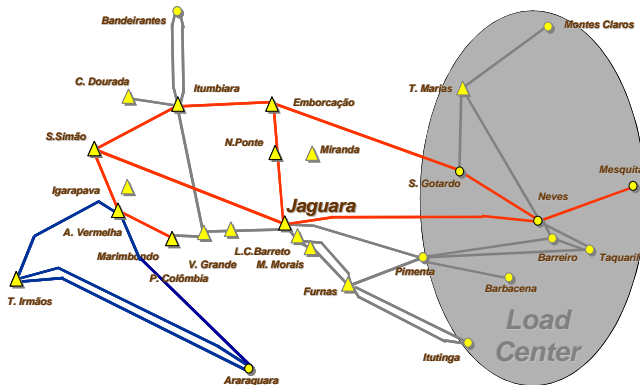 Bandeirantes
Montes Claros
C. Dourada
Itumbiara
Emborcação
T. Marias
S.Simão
N.Ponte
Miranda
Mesquita
S. Gotardo
Igarapava
Jaguara
Neves
A. Vermelha
Marimbondo
L.C.Barreto
V. Grande
M. Morais
Pimenta
Barreiro
P. Colômbia
Taquaril
T. Irmãos
Furnas
Barbacena
Load
Center
Itutinga
Araraquara